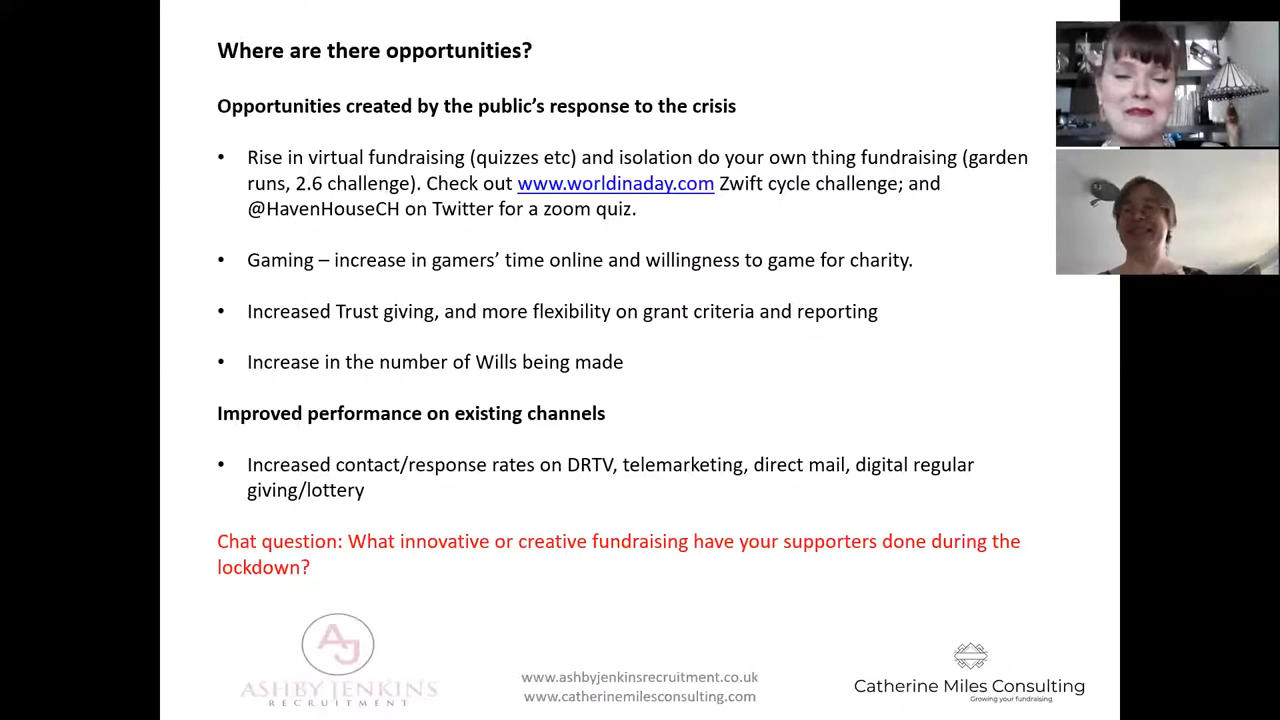 Where are there opportunities?
Opportunities created by the public's response to the crisis
• Rise in virtual fundraising (quizzes etc) and isolation do your own thing fundraising (garden
runs, 2.6 challenge). Check out www.worldinaday.com Zwift cycle challenge; and
@HavenHouseCH on Twitter for a zoom quiz.
• Gaming – increase in gamers' time online and willingness to game for charity.
• Increased Trust giving, and more flexibility on grant criteria and reporting
• Increase in the number of Wills being made
Improved performance on existing channels
• Increased contact/response rates on DRTV, telemarketing, direct mail, digital regular
giving/lottery
Chat question: What innovative or creative fundraising have your supporters done during the
lockdown?
AJ
ASHBY JENKINS
RECRUITMENT
www.ashbyjenkinsrecruitment.co.uk
www.catherinemilesconsulting.com
Catherine Miles Consulting
Growing your fundraising